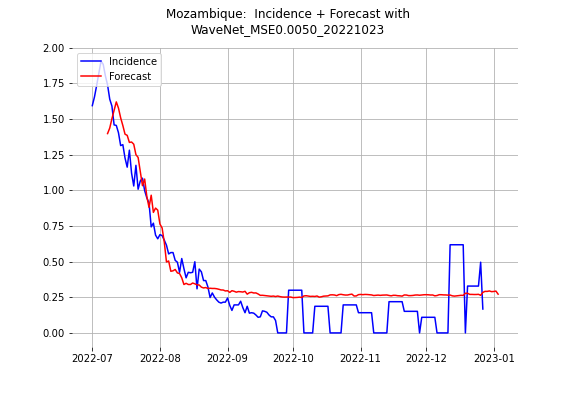 Mozambique:  Incidence + Forecast with
WaveNet_MSE0.0050_20221023
2.00
1.75
1.50
1.25
1.00
0.75
0.50
0.25
0.00
Incidence
Forecast
2022-07 2022-08 2022-09 2022-10 2022-11 2022-12 2023-01